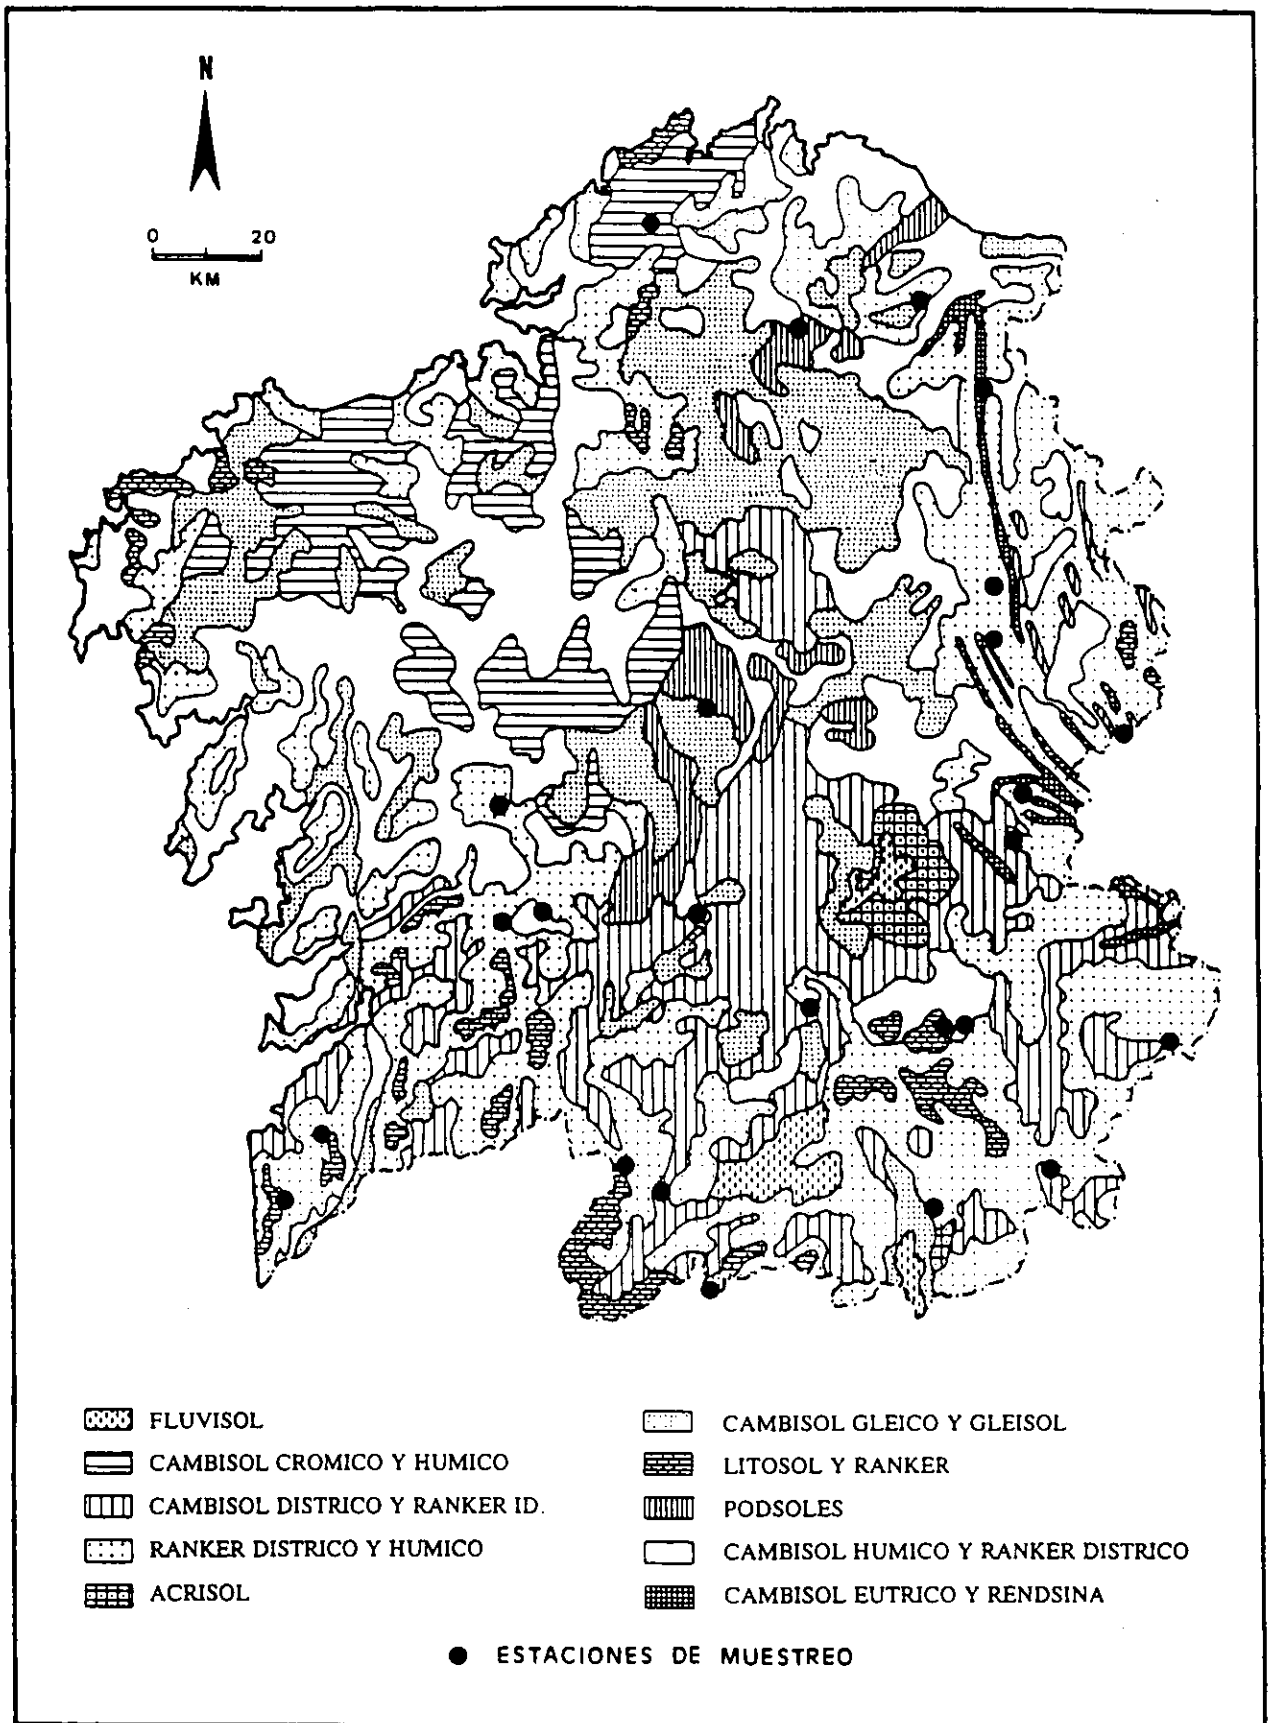 N
0 20
KM
FLUVISOL
CAMBISOL CROMICO Y HUMICO
CAMBISOL DISTRICO Y RANKER ID.
RANKER DISTRICO Y HUMICO
ACRISOL
CAMBISOL GLEICO Y GLEISOL
LITOSOL Y RANKER
PODSOLES
CAMBISOL HUMICO Y RANKER DISTRICO
CAMBISOL EUTRICO Y RENDSINA
ESTACIONES DE MUESTREO